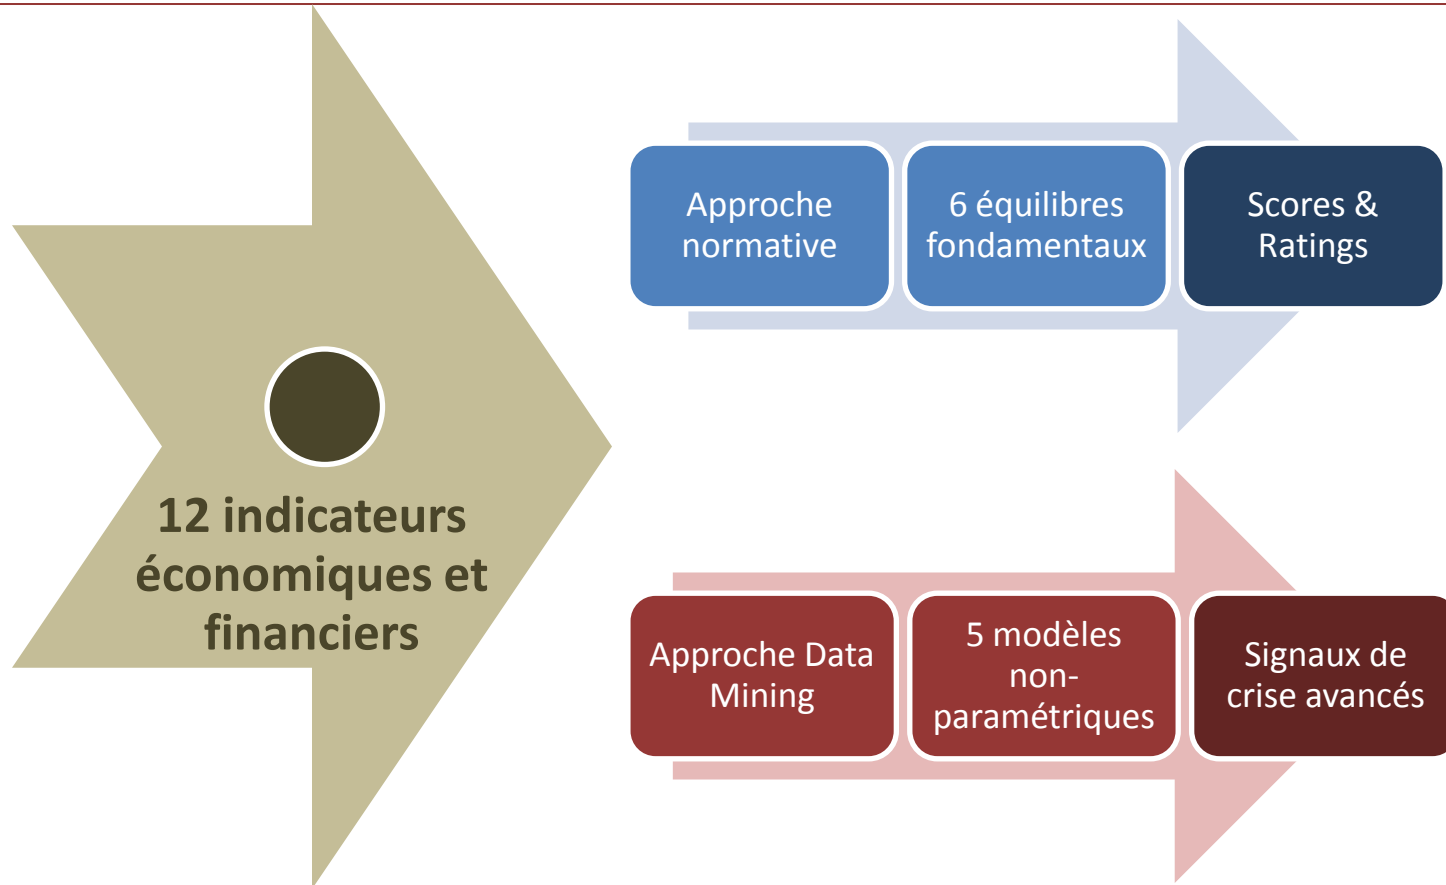 12 indicateurs
économiques et
financiers
Approche
normative
6 équilibres
fondamentaux
Scores &
Ratings
Approche Data
Mining
5 modèles
non-
paramétriques
Signaux de
crise avancés